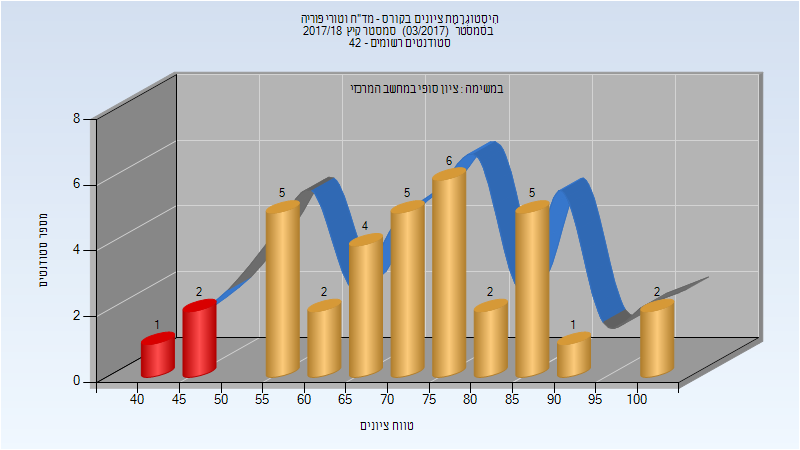 היסטוגרמת ציונים בקורס - מד"ח וטורי פוריה
בסמסטר (03/2017) סמסטר קיץ 2017/18
סטודנטים רשומים - 42
במשימה : ציון סופי במחשב המרכזי
מספר סטודנטים
8
6
4
2
0
1
2
5
2
4
5
6
2
5
1
2
40 45 50 55 60 65 70 75 80 85 90 95 100
טווח ציונים